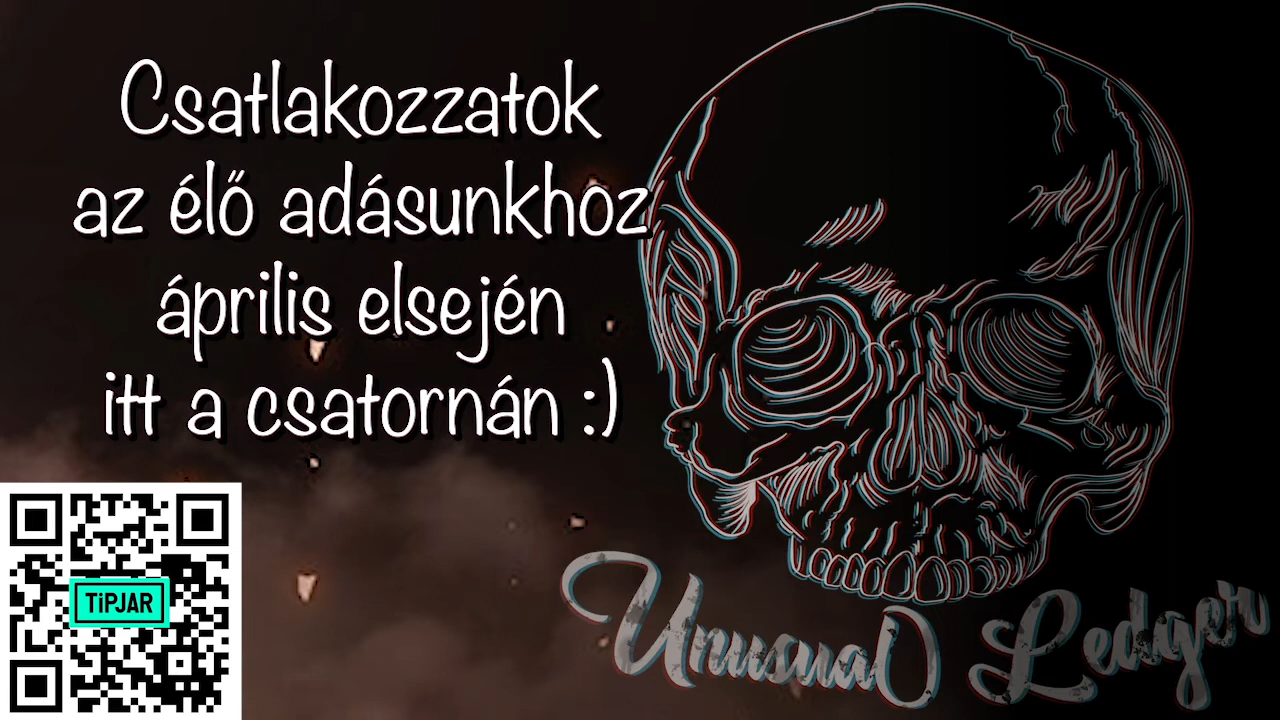 Csatlakozzatok
az élő adásunkhoz
április elsején
itt a csatornán :)
TiPJAR
Unusual Ledger